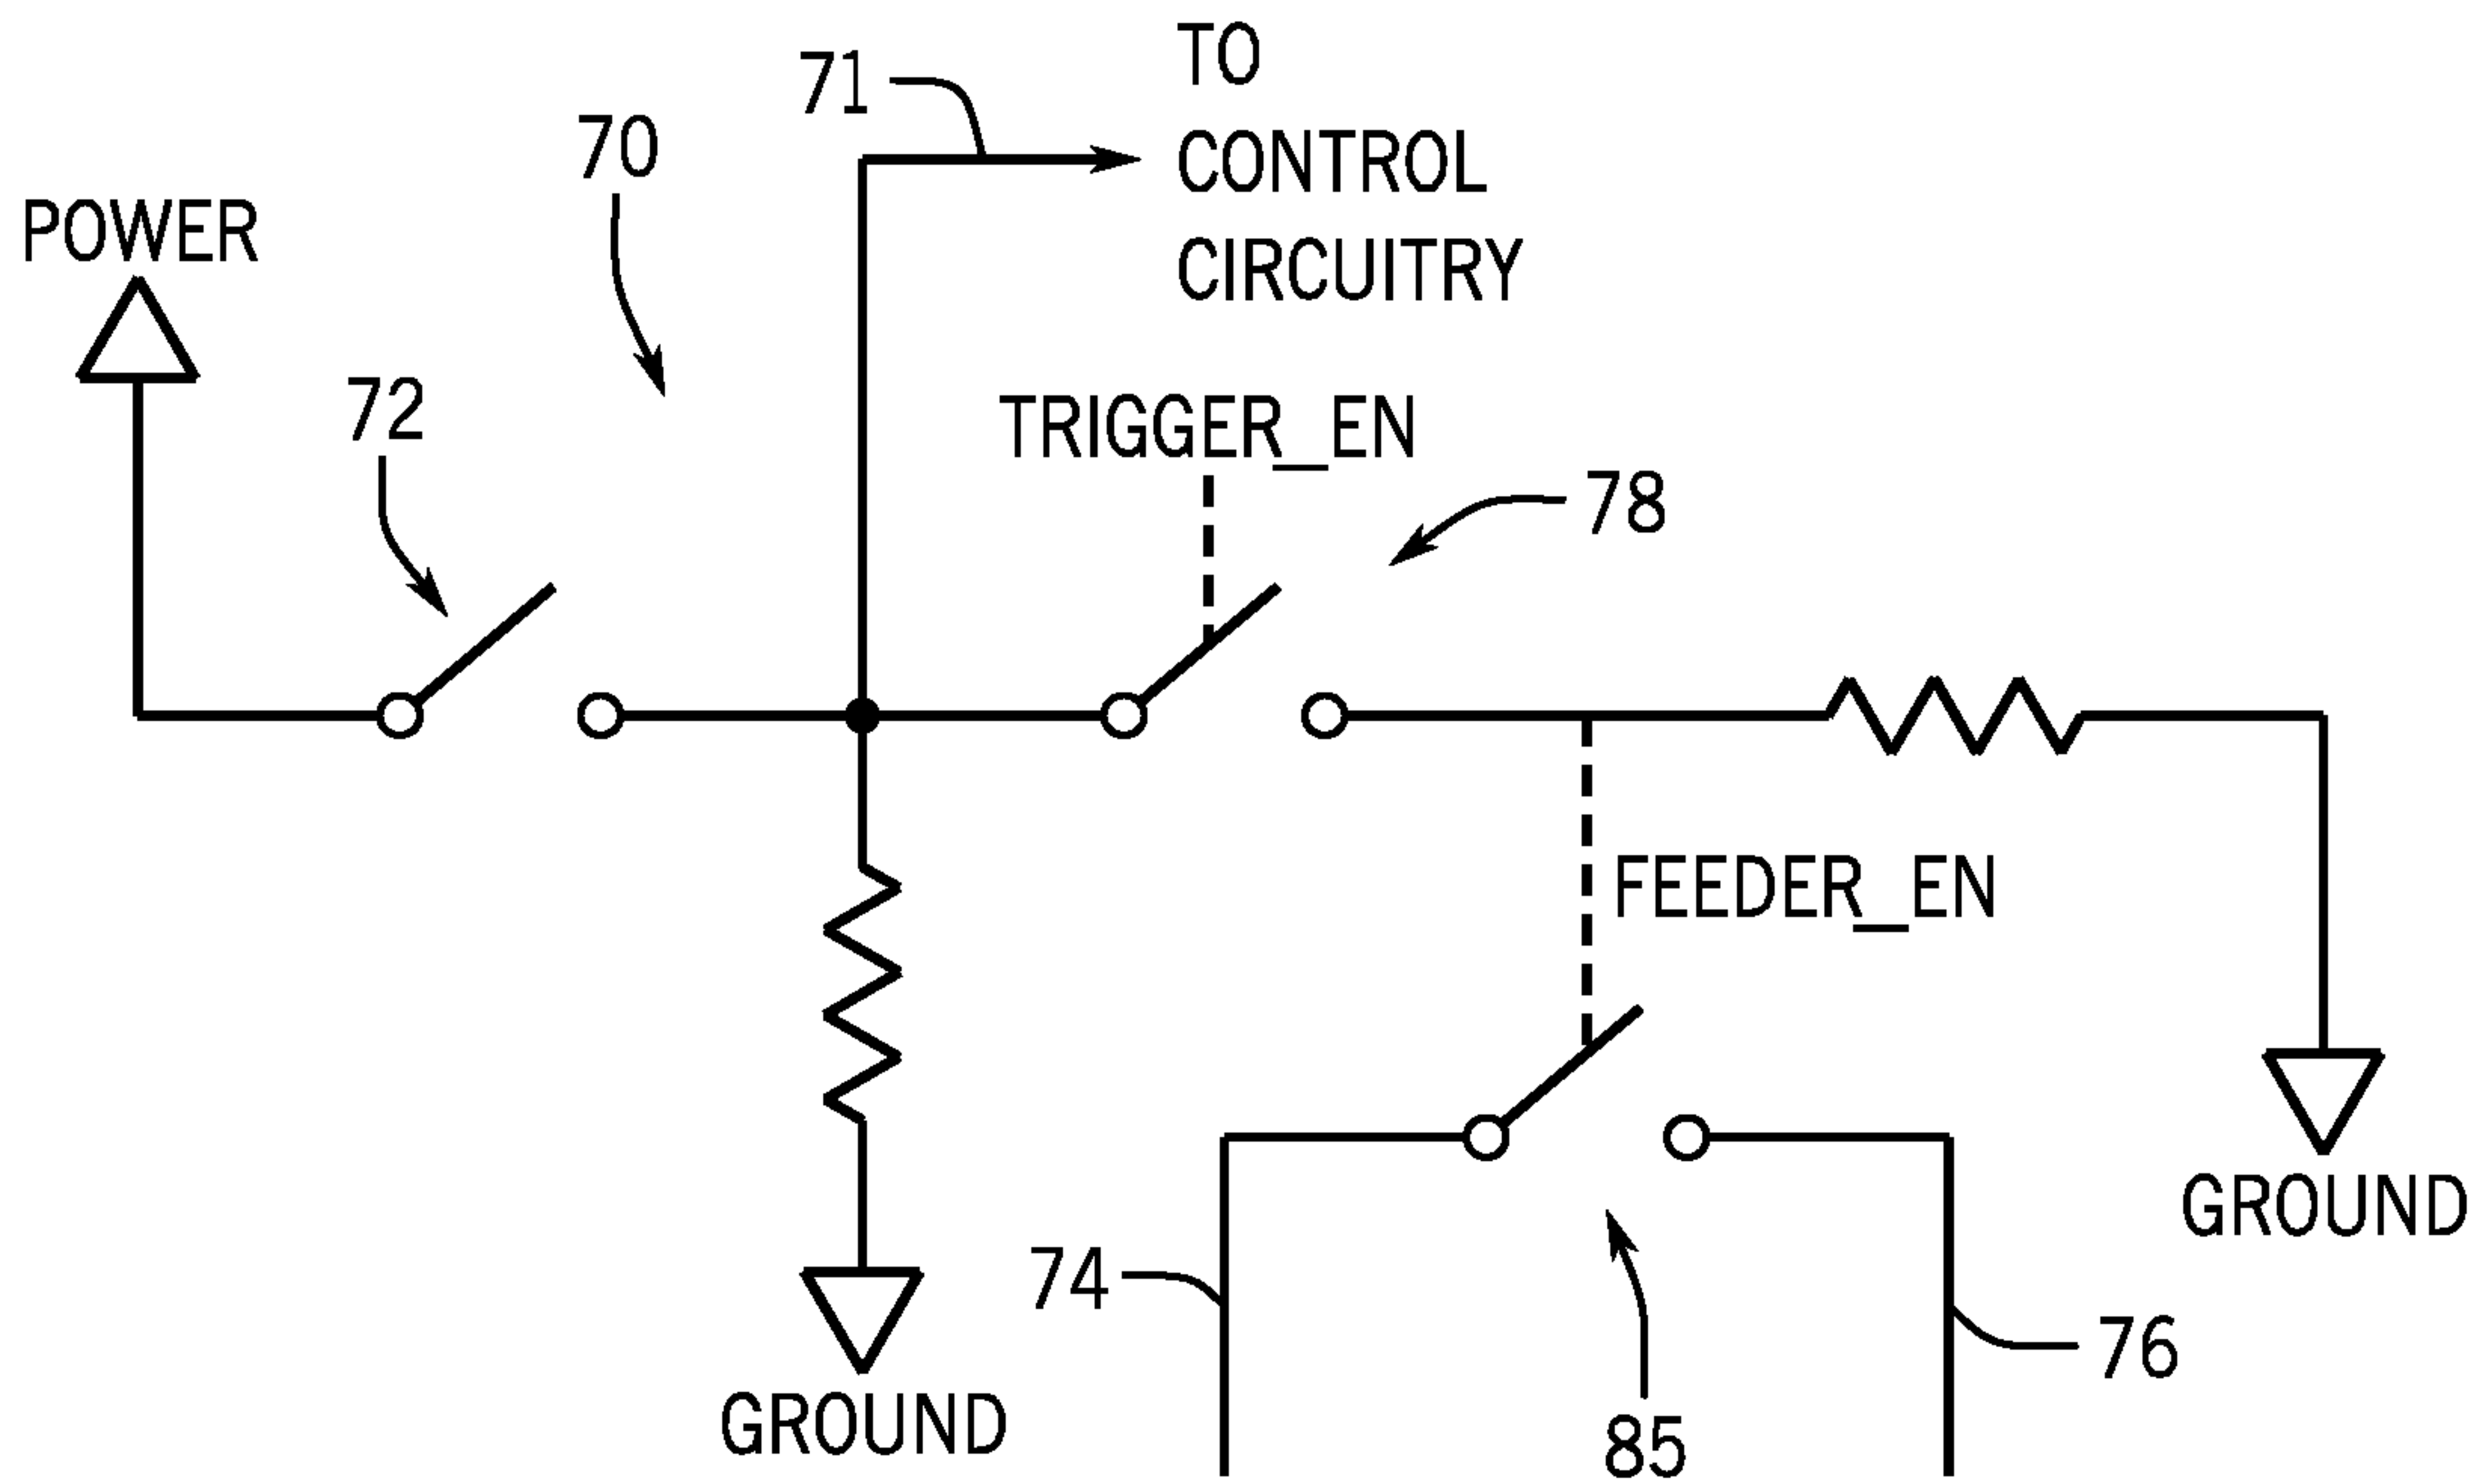 71
TO
CONTROL
CIRCUITRY
70
POWER
72
TRIGGER_EN
78
FEEDER_EN
GROUND
74
76
GROUND
85